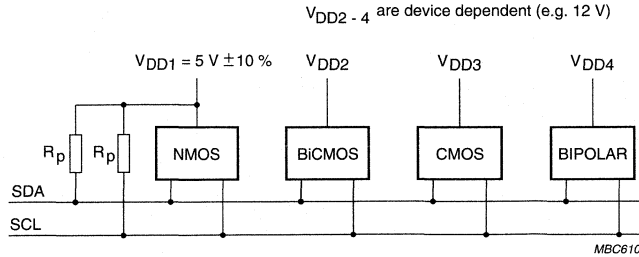 VDD2 - 4 are device dependent (e.g. 12 V)
VDD1 = 5 V ±10 % VDD2 VDD3 VDD4
Rp Rp NMOS BiCMOS CMOS BIPOLAR
SDA
SCL
MBC610